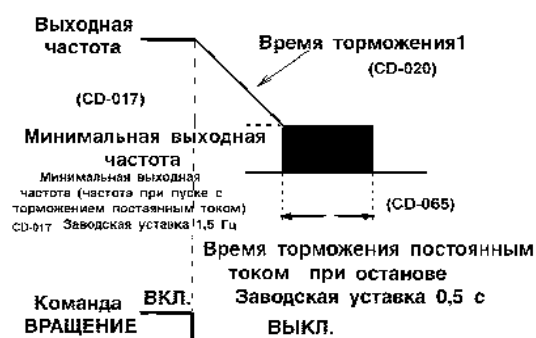 Выходная
частота
Время торможения1
(CD-020)
(CD-017)
Минимальная выходная
частота
Минимальная выходная
частота (частота при пуске с
торможением постаянным током)
CD-017 Заводская уставка 1,5 Гц
(CD-065)
Время торможения постоянным
током при останове
Заводская уставка 0,5 с
Команда
ВРАЩЕНИЕ
ВКЛ.
ВЫКЛ.